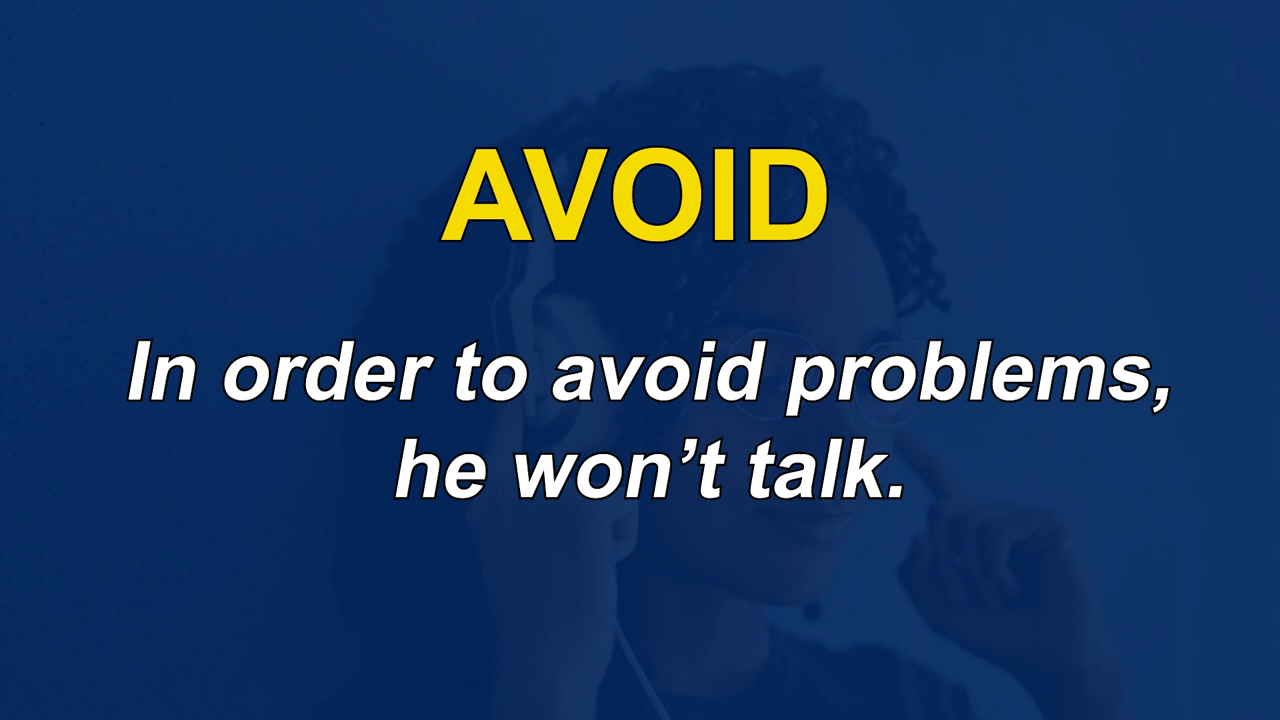 AVOID
In order to avoid problems,
he won’t talk.